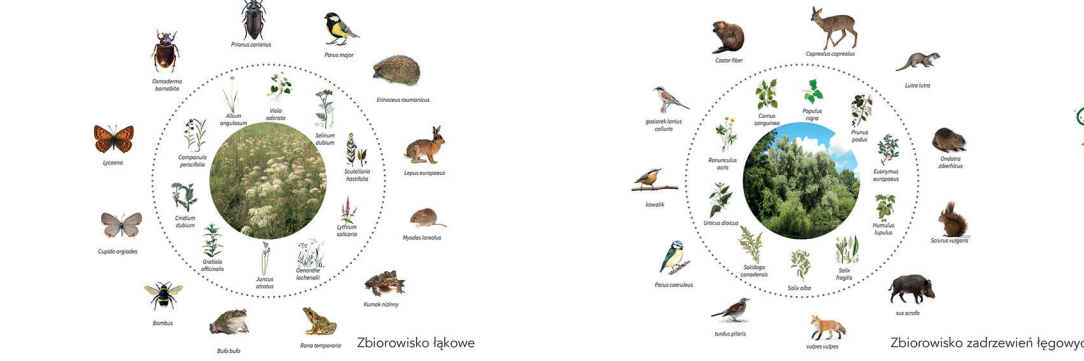 Prionus coriarius
Parus major
Osmoderma
barnabita
Erinaceus roumanicus
Allium
angulosum
Viola
odorata
Selinum
dubium
Lycaena
Campanula
persicifolia
Scutellaria
hastifolia
Lepus europaeus
Cnidium
dubium
Lythrum
salicaria
Cupido argiades
Myodes lareolus
Gratiola
officinalis
Juncus
atratus
Oenanthe
lachenalii
Bombus
Kumak nizinny
Bufo bufo
Rana temporaria
Zbiorowisko łąkowe
Castor fiber
Capreolus capreolus
Lutra lutra
gąsiorek lanius
collurio
Cornus
sanguinea
Populus
nigra
Prunus
padus
Ranunculus
acris
Euonymus
europaeus
Ondatra
zibethicus
kowalik
Urtica dioicus
Humulus
lupulus
Sciurus vulgaris
Solidago
canadensis
Salix
fragilis
Salix alba
Parus caeruleus
sus scrofa
turdus pilaris
vulpes vulpes
Zbiorowisko zadrzewień łęgowyc